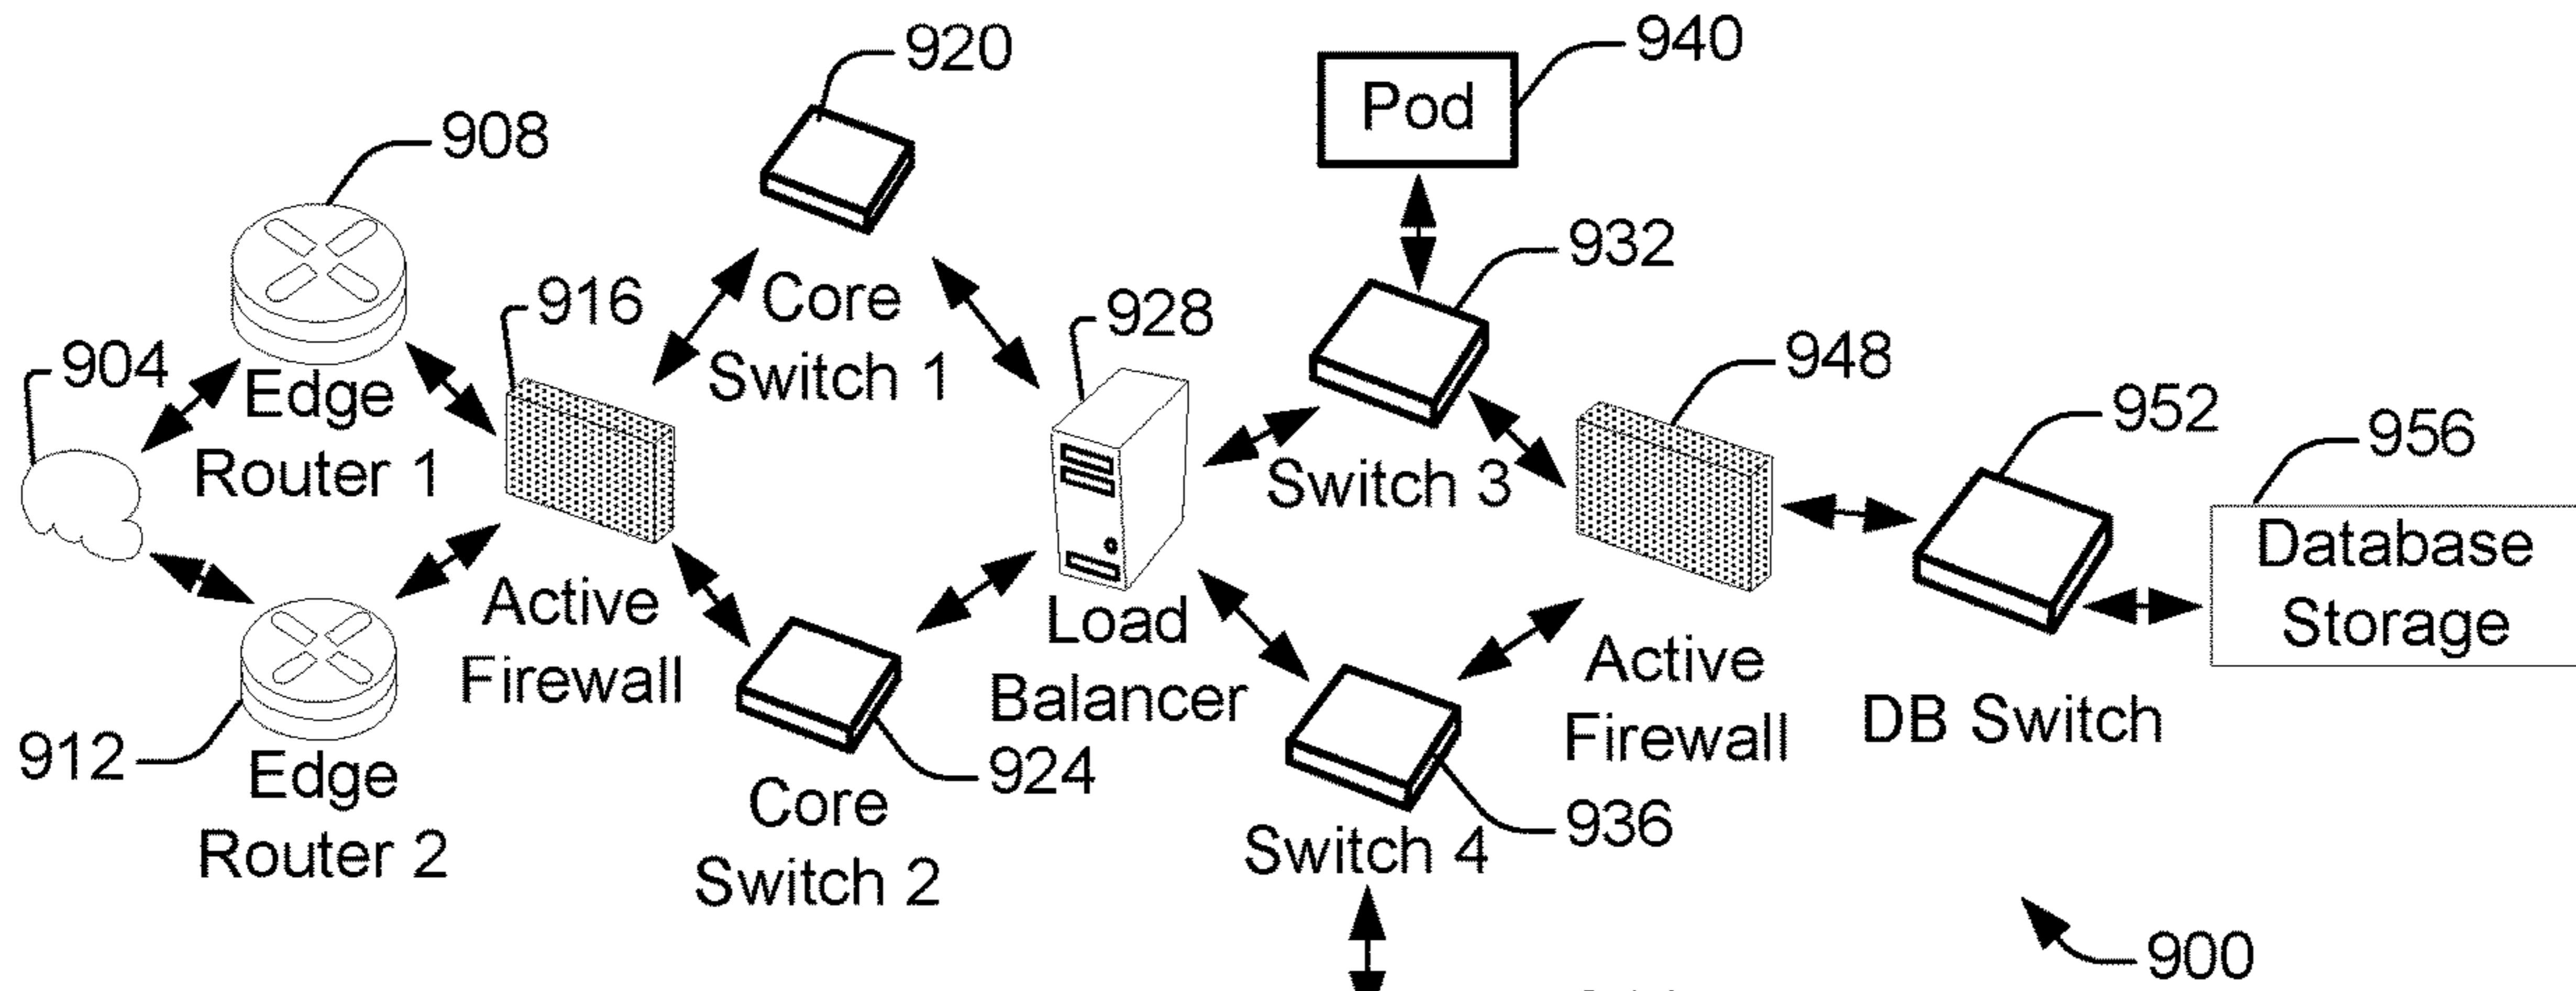 920
940
Pod
908
932
916
Core
Switch 1
928
948
904
Edge
Router 1
952
956
Switch 3
Database
Storage
Active
Firewall
Load
Balancer
Active
Firewall
DB Switch
912
Edge
Router 2
924
Core
Switch 2
936
Switch 4
900